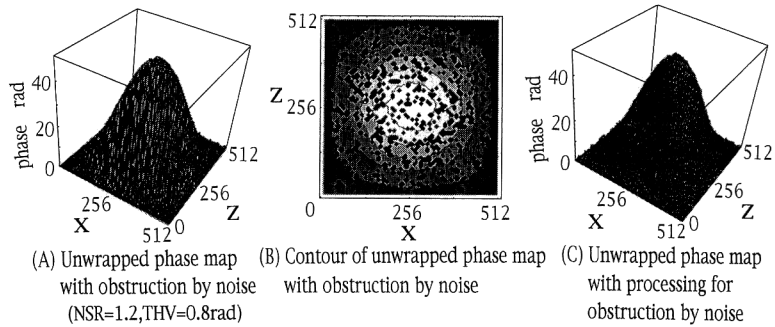 512
40
20
0
phase rad
256
X
512
0
256
Z
512
512
Z
256
0
256
512
X
40
20
0
phase rad
256
X
512
0
256
Z
512
(A) Unwrapped phase map
with obstruction by noise
(NSR=1.2,THV=0.8rad)
(B) Contour of unwrapped phase map
with obstruction by noise
(C) Unwrapped phase map
with processing for
obstruction by noise